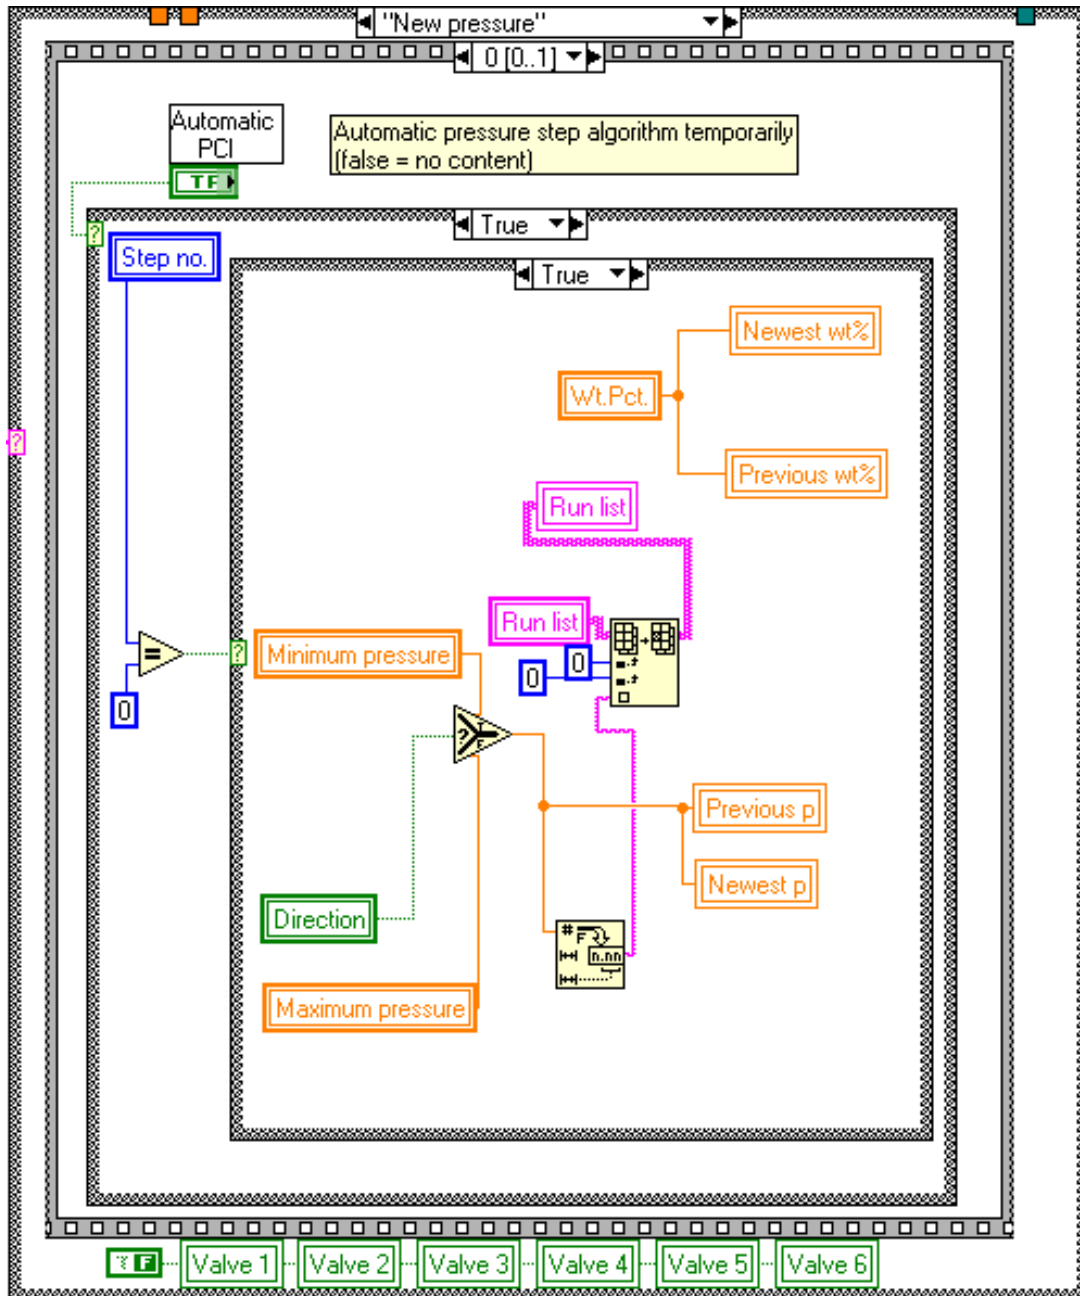 "New pressure"
0 [0..1]
Automatic
PCI
Automatic pressure step algorithm temporarily
(false = no content)
TF
?
True
Step no.
True
Newest wt%
Wt.Pct.
?
Previous wt%
Run list
Run list
=
?
Minimum pressure
0
0
0
?
T
F
Previous p
Newest p
Direction
#
F
n.nn
Maximum pressure
F
Valve 1
Valve 2
Valve 3
Valve 4
Valve 5
Valve 6